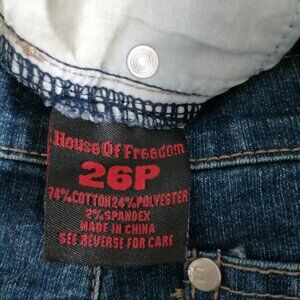 House Of Freedom
26P
74%COTTON24%POLYESTER
2%SPANDEX
MADE IN CHINA
SEE REVERSE FOR CARE